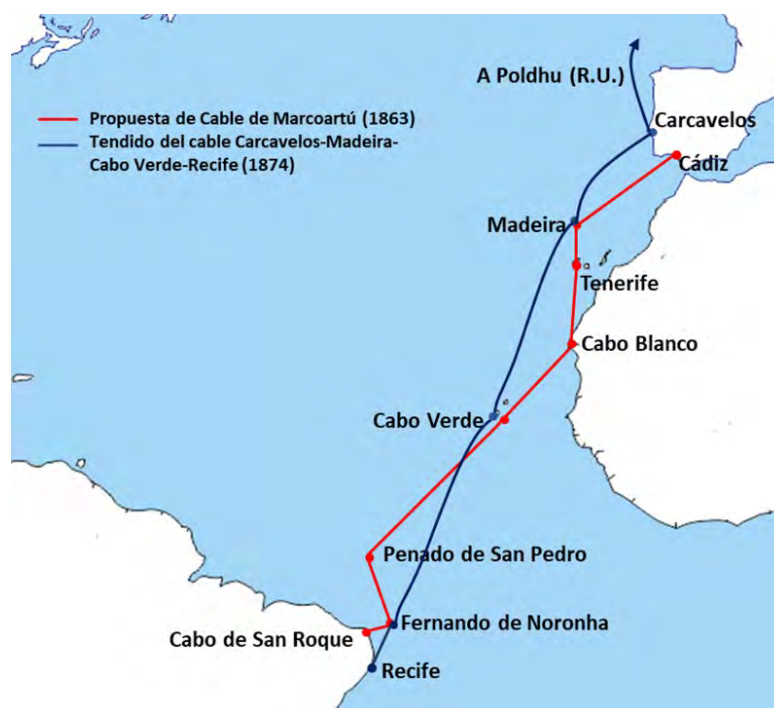 A Poldhu (R.U.)
Propuesta de Cable de Marcoartú (1863)
Carcavelos
Tendido del cable Carcavelos-Madeira-
Cabo Verde-Recife (1874)
Cádiz
Madeira
Tenerife
Cabo Blanco
Cabo Verde
Penado de San Pedro
Fernando de Noronha
Cabo de San Roque
Recife